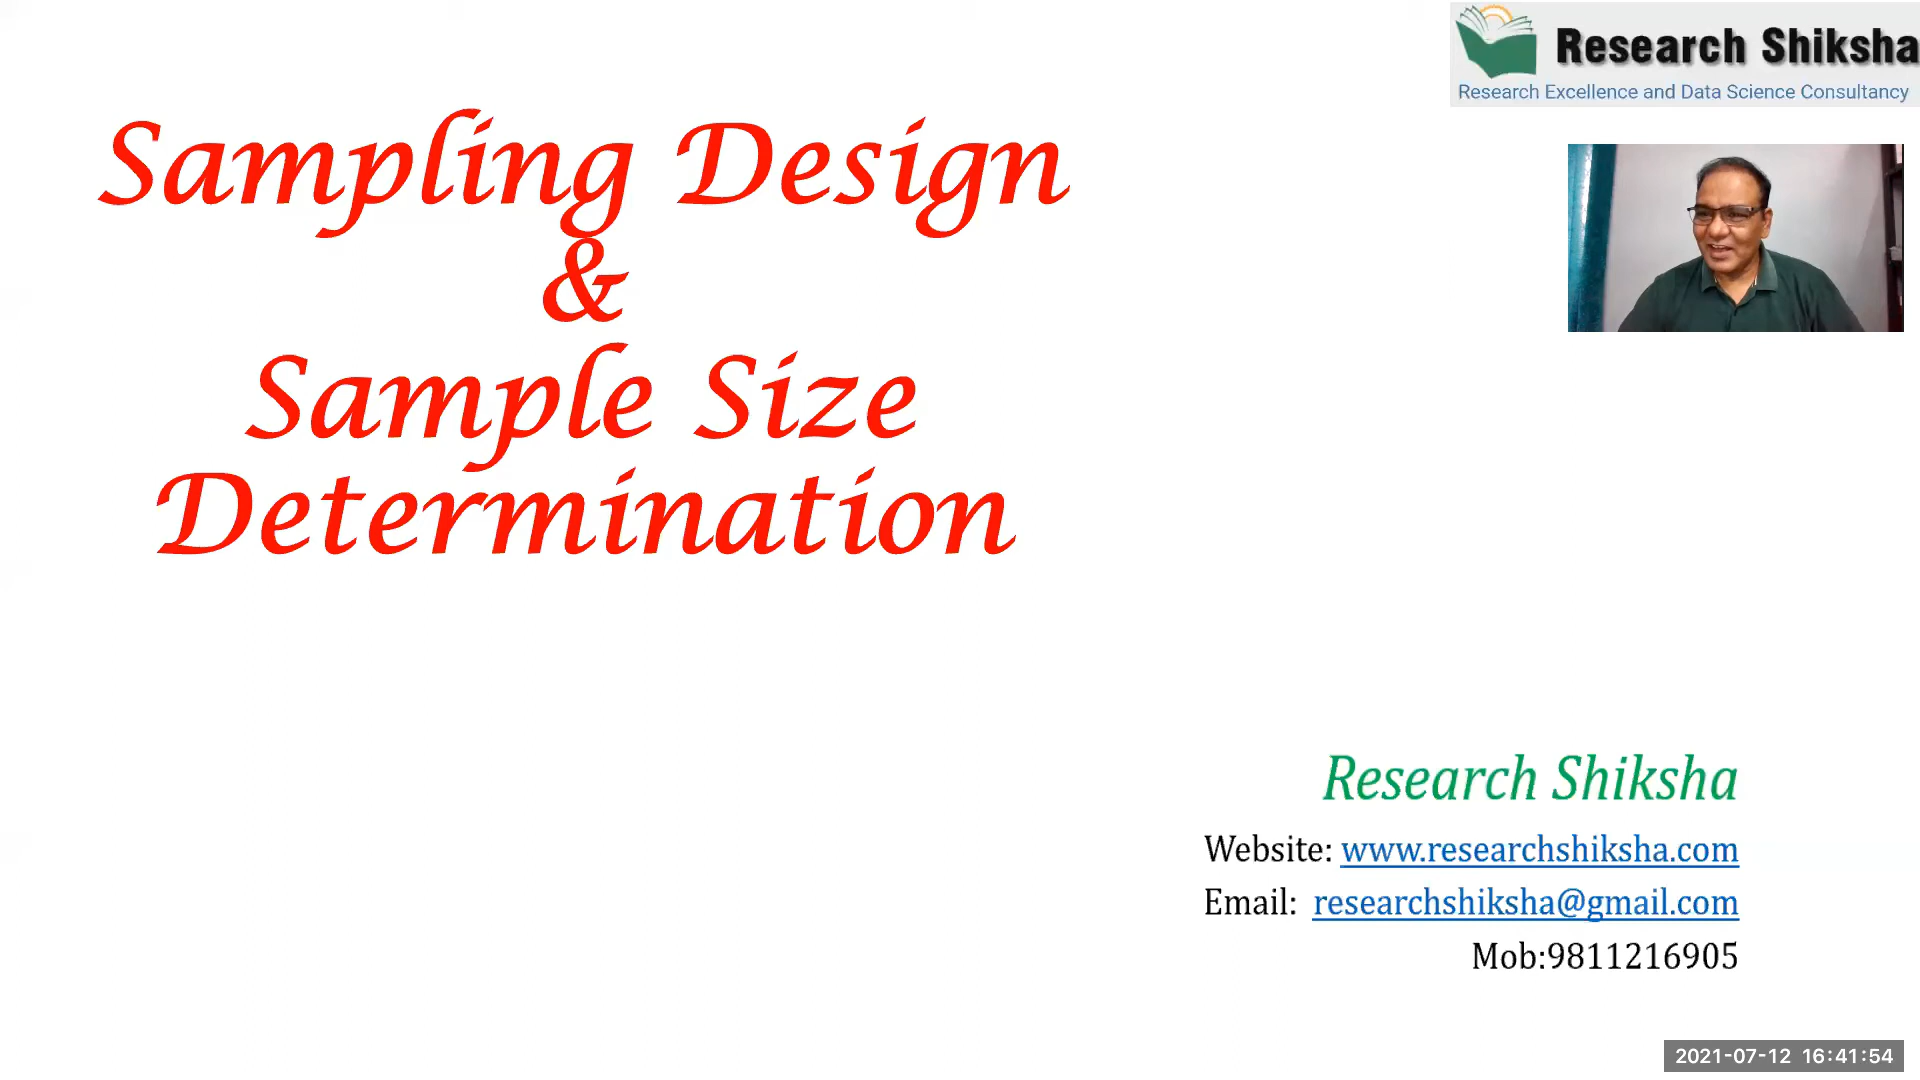 Research Shiksha
Research Excellence and Data Science Consultancy
Sampling Design
&
Sample Size
Determination
Research Shiksha
Website: www.researchshiksha.com
Email: researchshiksha@gmail.com
Mob:9811216905
2021-07-12 16:41:54